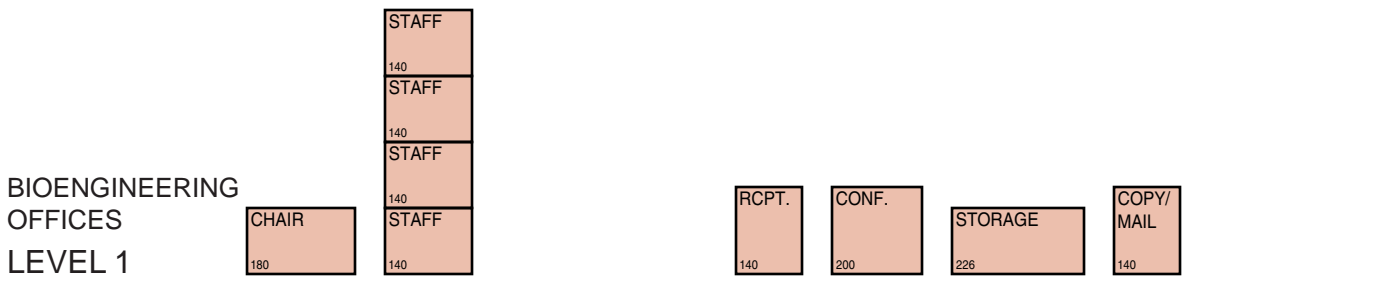 BIOENGINEERING
OFFICES
LEVEL 1
CHAIR
180
STAFF
140
STAFF
140
STAFF
140
STAFF
140
RCPT.
140
CONF.
200
STORAGE
226
COPY/
MAIL
140